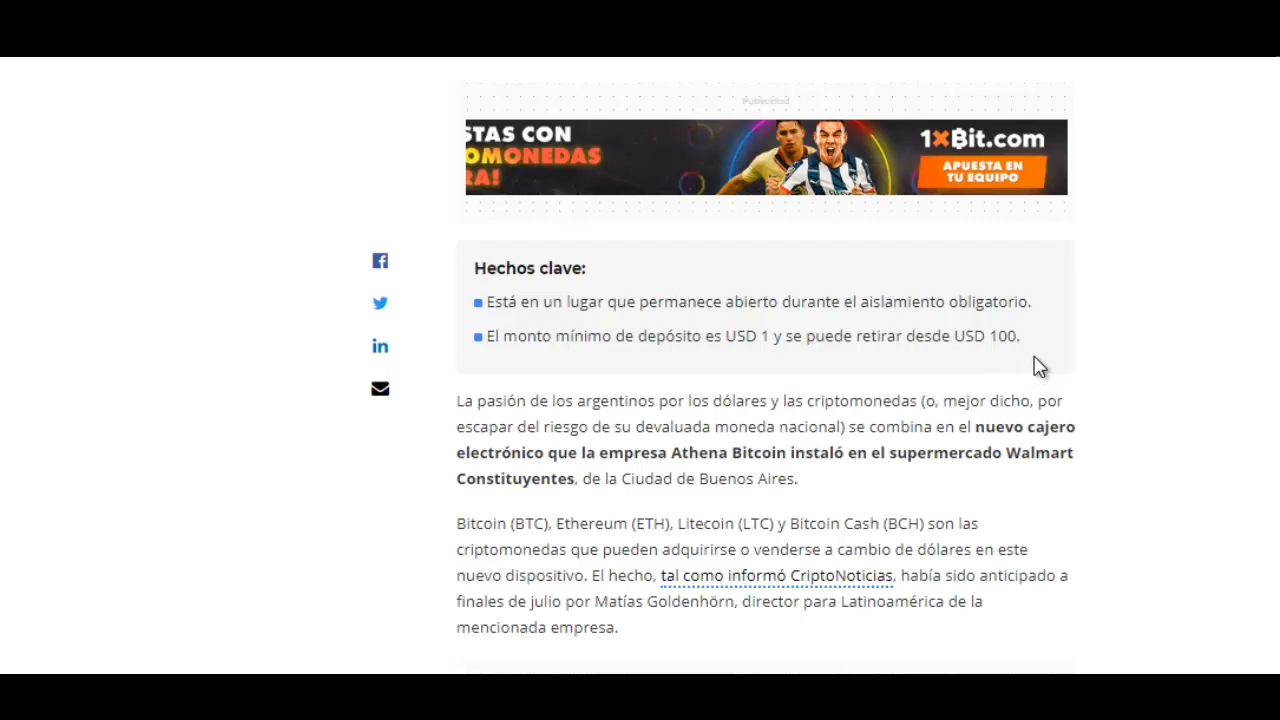 Publicidad
STAS CON
OMONEDAS
RA!
1XBit.com
APUESTA EN
TU EQUIPO
Hechos clave:
Está en un lugar que permanece abierto durante el aislamiento obligatorio.
El monto mínimo de depósito es USD 1 y se puede retirar desde USD 100.
La pasión de los argentinos por los dólares y las criptomonedas (o, mejor dicho, por
escapar del riesgo de su devaluada moneda nacional) se combina en el nuevo cajero
electrónico que la empresa Athena Bitcoin instaló en el supermercado Walmart
Constituyentes, de la Ciudad de Buenos Aires.
Bitcoin (BTC), Ethereum (ETH), Litecoin (LTC) y Bitcoin Cash (BCH) son las
criptomonedas que pueden adquirirse o venderse a cambio de dólares en este
nuevo dispositivo. El hecho, tal como informó CriptoNoticias, había sido anticipado a
finales de julio por Matías Goldenhörn, director para Latinoamérica de la
mencionada empresa.